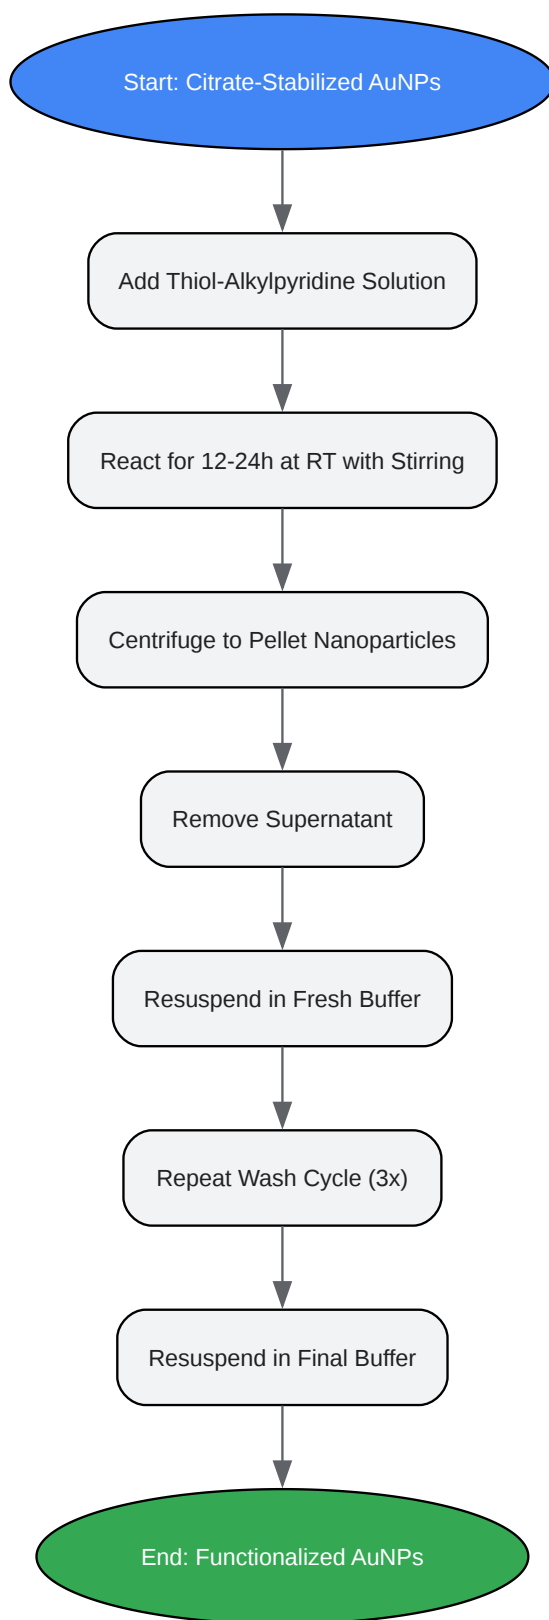 Start: Citrate-Stabilized AuNPs
Add Thiol-Alkylpyridine Solution
React for 12-24h at RT with Stirring
Centrifuge to Pellet Nanoparticles
Remove Supernatant
Resuspend in Fresh Buffer
Repeat Wash Cycle (3x)
Resuspend in Final Buffer
End: Functionalized AuNPs